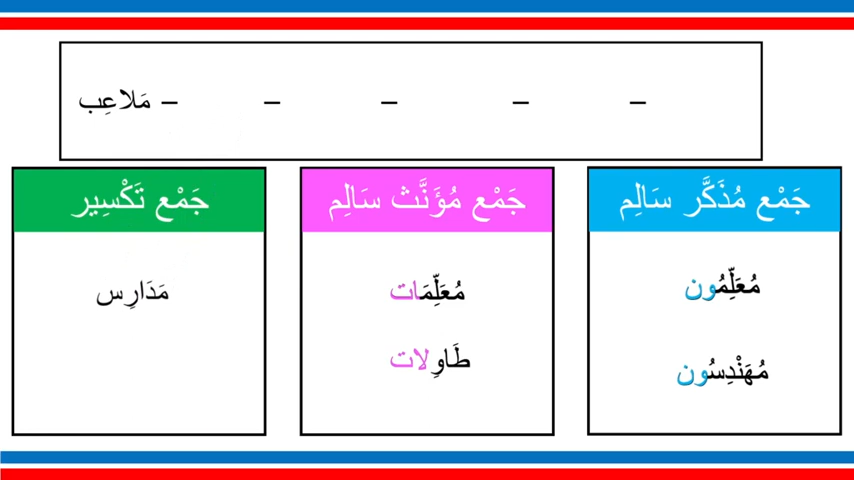 – – – – – مَلاعِب
جَمْع مُذَكَّر سَالِم
مُعَلِّمُون
مُهَنْدِسُون
جَمْع مُؤَنَّث سَالِم
مُعَلِّمَات
طَاوِلات
جَمْع تَكْسِير
مَدَارِس